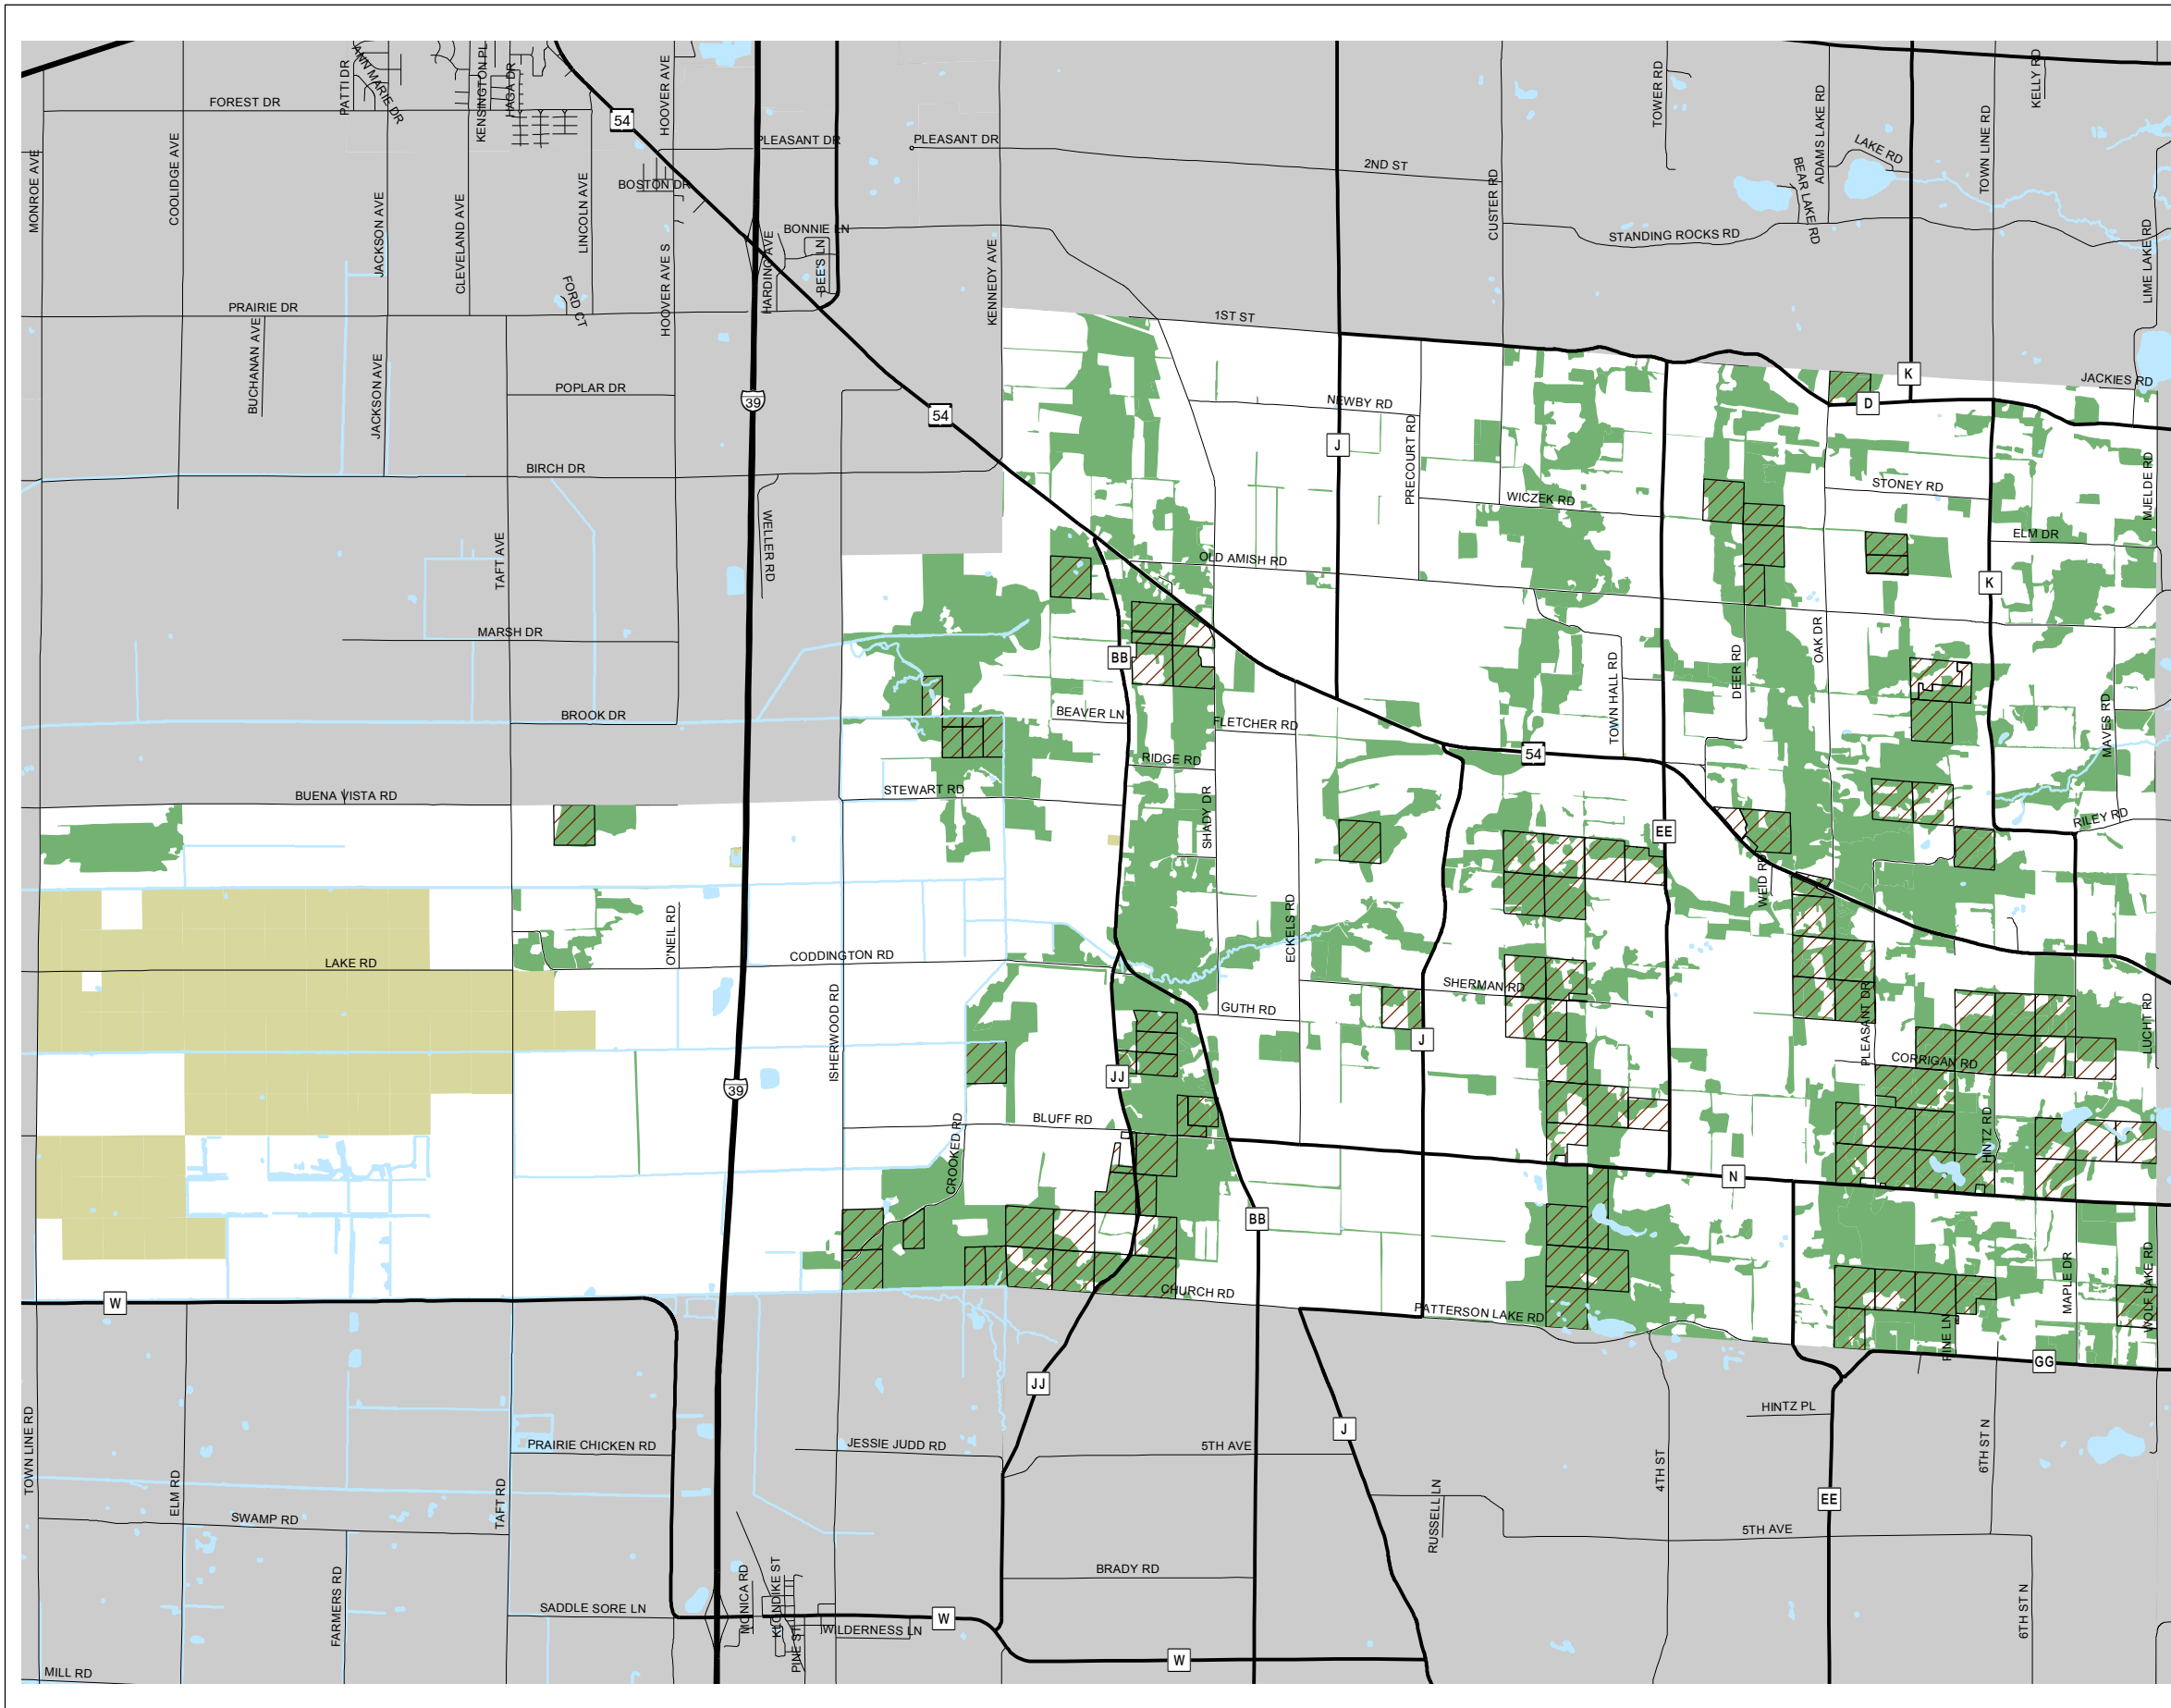 PATTI DR
ANN MARIE DR
KENSINGTON PL
HAGA DR
HOOVER AVE
FOREST DR
54
MONROE AVE
COOLIDGE AVE
PLEASANT DR
PLEASANT DR
2ND ST
CUSTER RD
TOWER RD
ADAMS LAKE RD
LAKE RD
BEAR LAKE RD
TOWN LINE RD
KELLY RD
JACKSON AVE
CLEVELAND AVE
LINCOLN AVE
BOSTON DR
HOOVER AVE S
HARDING AVE
BONNIE LN
BEE'S LN
KENNEDY AVE
STANDING ROCKS RD
LIME LAKE RD
PRAIRIE DR
FORD CT
1ST ST
BUCHANAN AVE
JACKSON AVE
POPLAR DR
39
54
NEWBY RD
PRECOURT RD
J
K
D
JACKIES RD
BIRCH DR
WELLER RD
TAFT AVE
WICZEK RD
STONEY RD
MJELDE RD
ELM DR
OLD AMISH RD
K
MARSH DR
BB
TOWN HALL RD
DEER RD
OAK DR
BROOK DR
BEAVER LN
FLETCHER RD
MAVES RD
RIDGE RD
54
BUENA VISTA RD
STEWART RD
SHADY DR
EE
RILEY RD
WEID RD
O'NEIL RD
LAKE RD
CODDINGTON RD
ECKELS RD
ISHERWOOD RD
SHERMAN RD
GUTH RD
J
PLEASANT DR
CORRIGAN RD
LUCHT RD
39
JJ
BLUFF RD
CROOKED RD
HINTZ RD
N
BB
MAPLE DR
WOLF LAKE RD
W
CHURCH RD
PATTERSON LAKE RD
PINE LN
GG
JJ
J
HINTZ PL
TOWN LINE RD
ELM RD
TAFT RD
PRAIRIE CHICKEN RD
JESSIE JUDD RD
5TH AVE
4TH ST
6TH ST N
RUSSELL LN
EE
SWAMP RD
5TH AVE
FARMERS RD
MONICA RD
KLONDIKE ST
BRADY RD
SADDLE SORE LN
PINE ST
WILDERNESS LN
W
W
6TH ST N
MILL RD